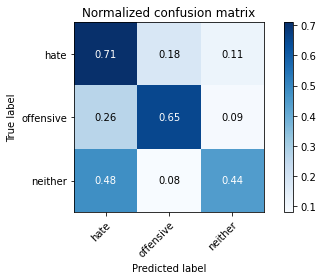 Normalized confusion matrix
True label
hate
offensive
neither
0.71 0.18 0.11
0.26 0.65 0.09
0.48 0.08 0.44
hate
offensive
neither
Predicted label
0.7
0.6
0.5
0.4
0.3
0.2
0.1